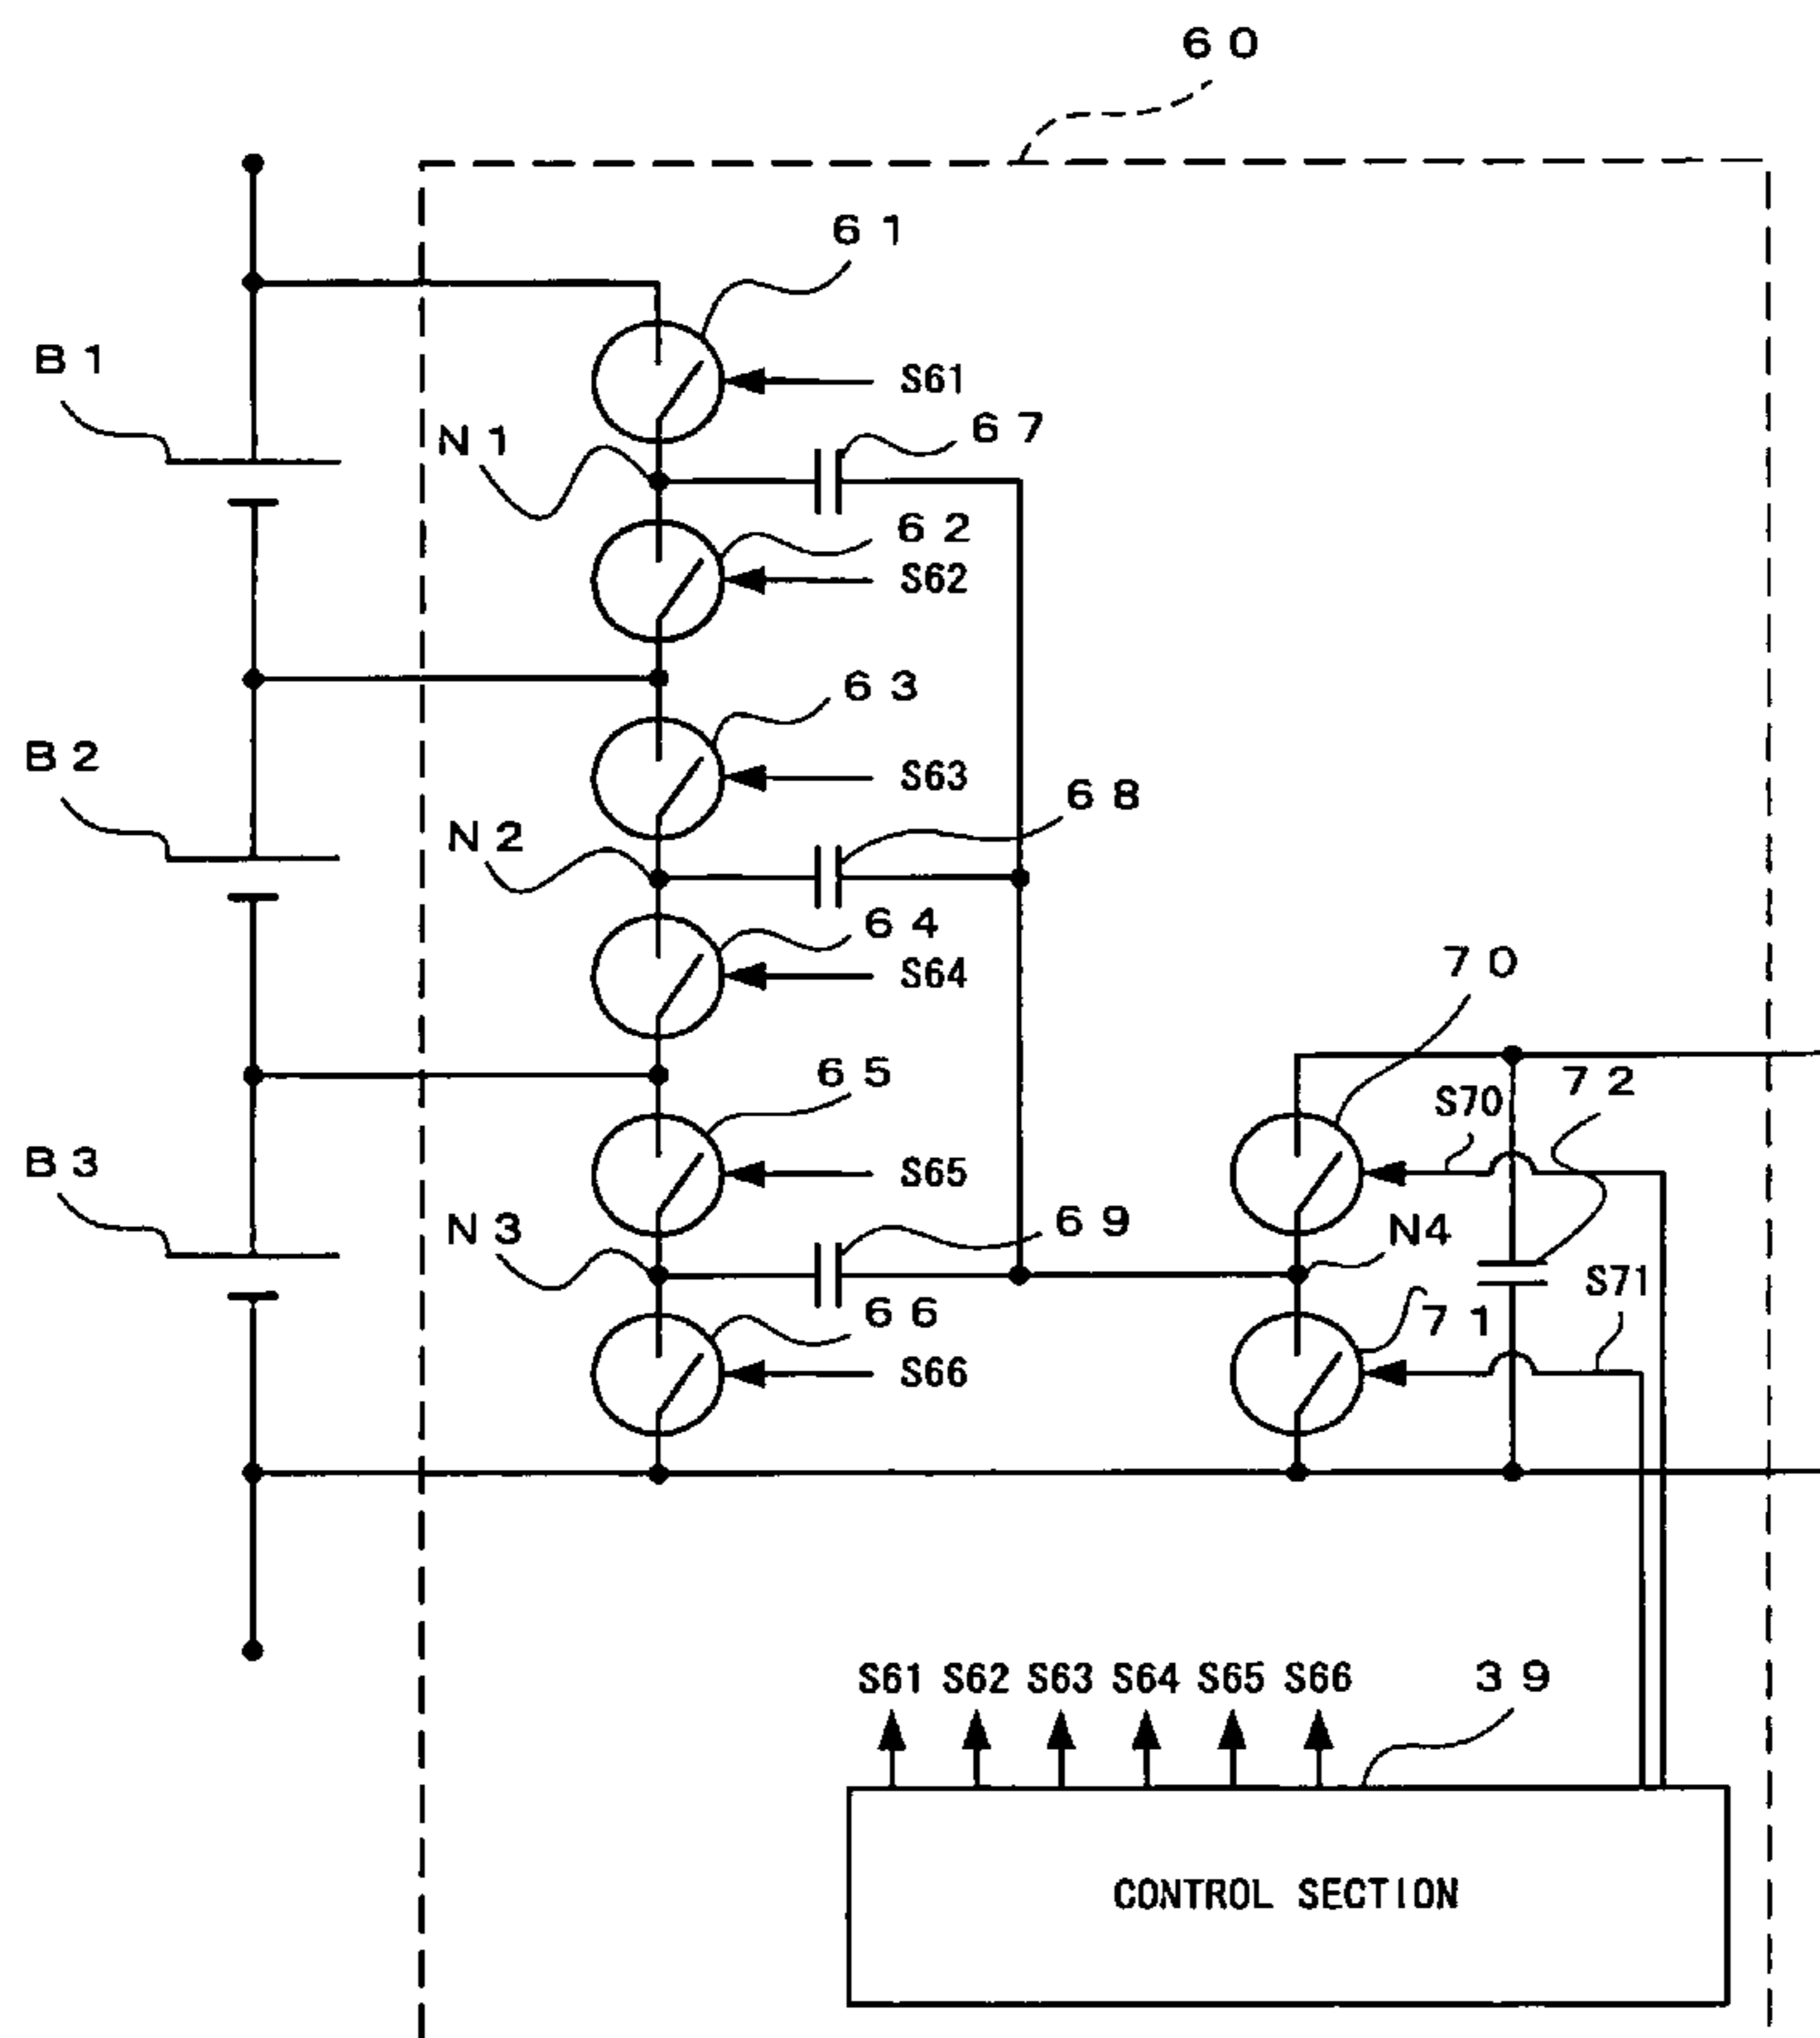 60
61
B1
S61
N1
67
62
S62
63
B2
S63
68
N2
64
S64
70
65
72
S70
B3
S65
N3
69
N4
S71
66
71
S66
S61 S62 S63 S64 S65 S66
39
CONTROL SECTION